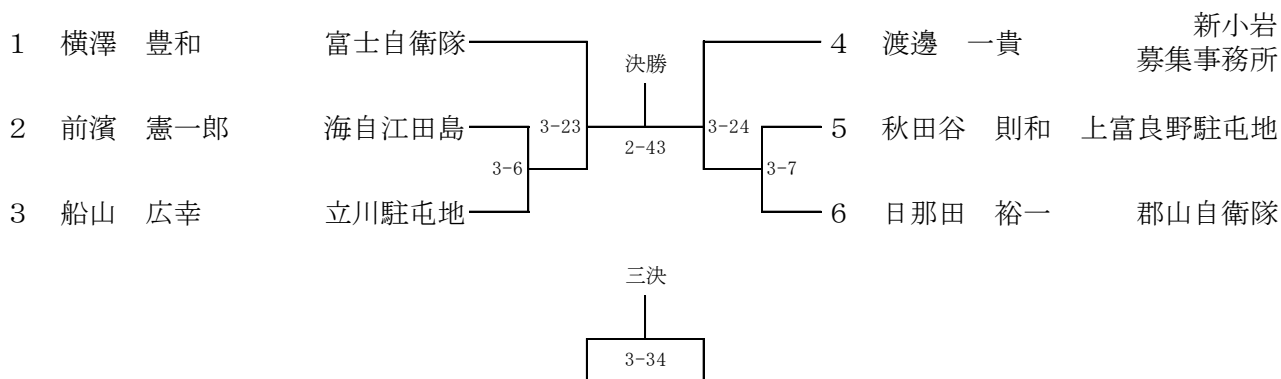 1 横澤　豊和 富士自衛隊
2 前濱　憲一郎 海自江田島
3 船山　広幸 立川駐屯地
3-6
3-23
決勝
2-43
3-24
3-7
4 渡邊　一貴 新小岩
募集事務所
5 秋田谷　則和 上富良野駐屯地
6 日那田　裕一 郡山自衛隊
三決
3-34